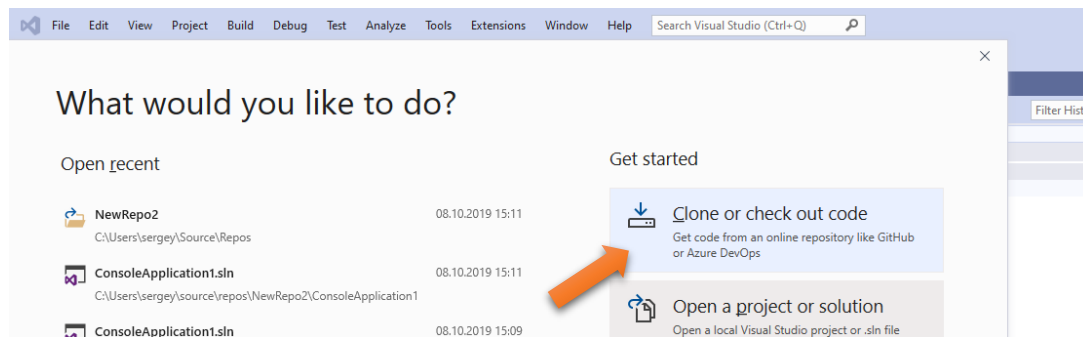 File Edit View Project Build Debug Test Analyze Tools Extensions Window Help Search Visual Studio (Ctrl+Q)
Filter Hist
What would you like to do?
Open recent
NewRepo2 08.10.2019 15:11
C:\Users\sergey\Source\Repos
ConsoleApplication1.sln 08.10.2019 15:11
C:\Users\sergey\source\repos\NewRepo2\ConsoleApplication1
ConsoleApplication1.sln 08.10.2019 15:09
Get started
Clone or check out code
Get code from an online repository like GitHub
or Azure DevOps
Open a project or solution
Open a local Visual Studio project or .sln file